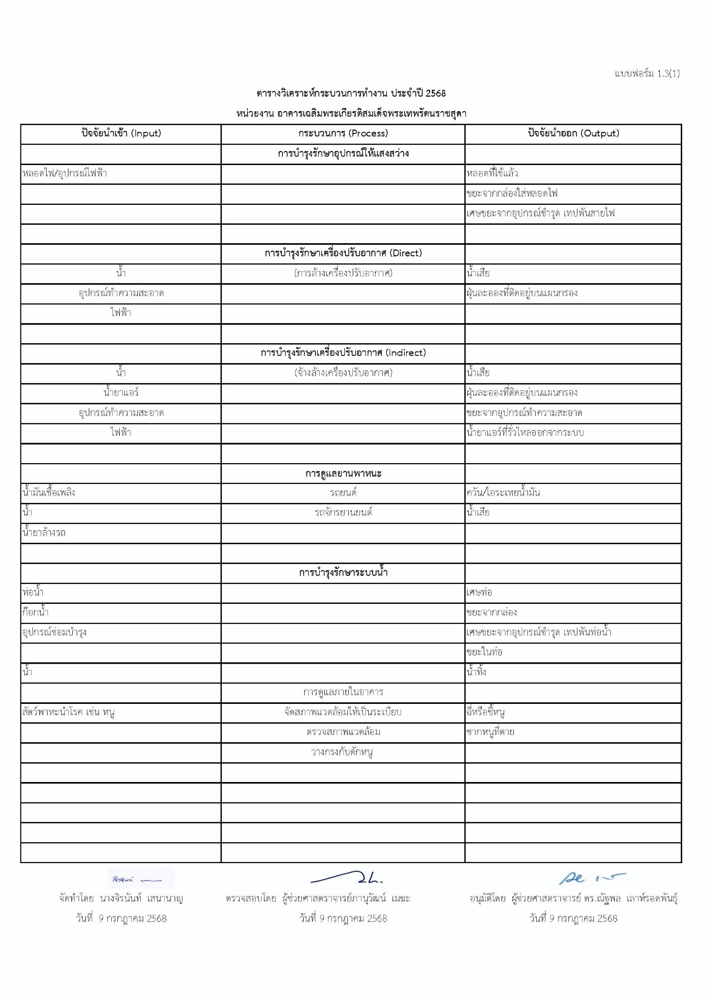 แบบฟอร์ม 1.3(1)
ตารางวิเคราะห์กระบวนการทำงาน ประจำปี 2568
หน่วยงาน อาคารเฉลิมพระเกียรติสมเด็จพระเทพรัตนราชสุดา
ปัจจัยนำเข้า (Input) กระบวนการ (Process) ปัจจัยนำออก (Output)
การบำรุงรักษาอุปกรณ์ให้แสงสว่าง
หลอดไฟ/อุปกรณ์ไฟฟ้า หลอดที่ใช้แล้ว
ขยะจากกล่องใส่หลอดไฟ
เศษขยะจากอุปกรณ์ชำรุด เทปพันสายไฟ
การบำรุงรักษาเครื่องปรับอากาศ (Direct)
น้ำ (การล้างเครื่องปรับอากาศ) น้ำเสีย
อุปกรณ์ทำความสะอาด ฝุ่นละอองที่ติดอยู่บนแผนกรอง
ไฟฟ้า
การบำรุงรักษาเครื่องปรับอากาศ (Indirect)
น้ำ (จ้างล้างเครื่องปรับอากาศ) น้ำเสีย
น้ำยาแอร์ ฝุ่นละอองที่ติดอยู่บนแผนกรอง
อุปกรณ์ทำความสะอาด ขยะจากอุปกรณ์ทำความสะอาด
ไฟฟ้า น้ำยาแอร์ที่รั่วไหลออกจากระบบ
การดูแลยานพาหนะ
น้ำมันเชื้อเพลิง รถยนต์ ควัน/ไอระเหยน้ำมัน
น้ำ รถจักรยานยนต์ น้ำเสีย
น้ำยาล้างรถ
การบำรุงรักษาระบบน้ำ
ท่อน้ำ เศษท่อ
ก๊อกน้ำ ขยะจากกล่อง
อุปกรณ์ซ่อมบำรุง เศษขยะจากอุปกรณ์ชำรุด เทปพันท่อน้ำ
ขยะในท่อ
น้ำ น้ำทิ้ง
การดูแลภายในอาคาร
สัตว์พาหะนำโรค เช่น หนู จัดสภาพแวดล้อมให้เป็นระเบียบ ฉี่หรือขี้หนู
ตรวจสภาพแวดล้อม ซากหนูที่ตาย
วางกรงกับดักหนู
จิรนันท์
จัดทำโดย นางจิรนันท์ เสนานาญ ตรวจสอบโดย ผู้ช่วยศาสตราจารย์ภานุวัฒน์ เมฆะ อนุมัติโดย ผู้ช่วยศาสตราจารย์ ดร.ณัฐพล เลาห์รอดพันธุ์
วันที่ 9 กรกฎาคม 2568 วันที่ 9 กรกฎาคม 2568 วันที่ 9 กรกฎาคม 2568